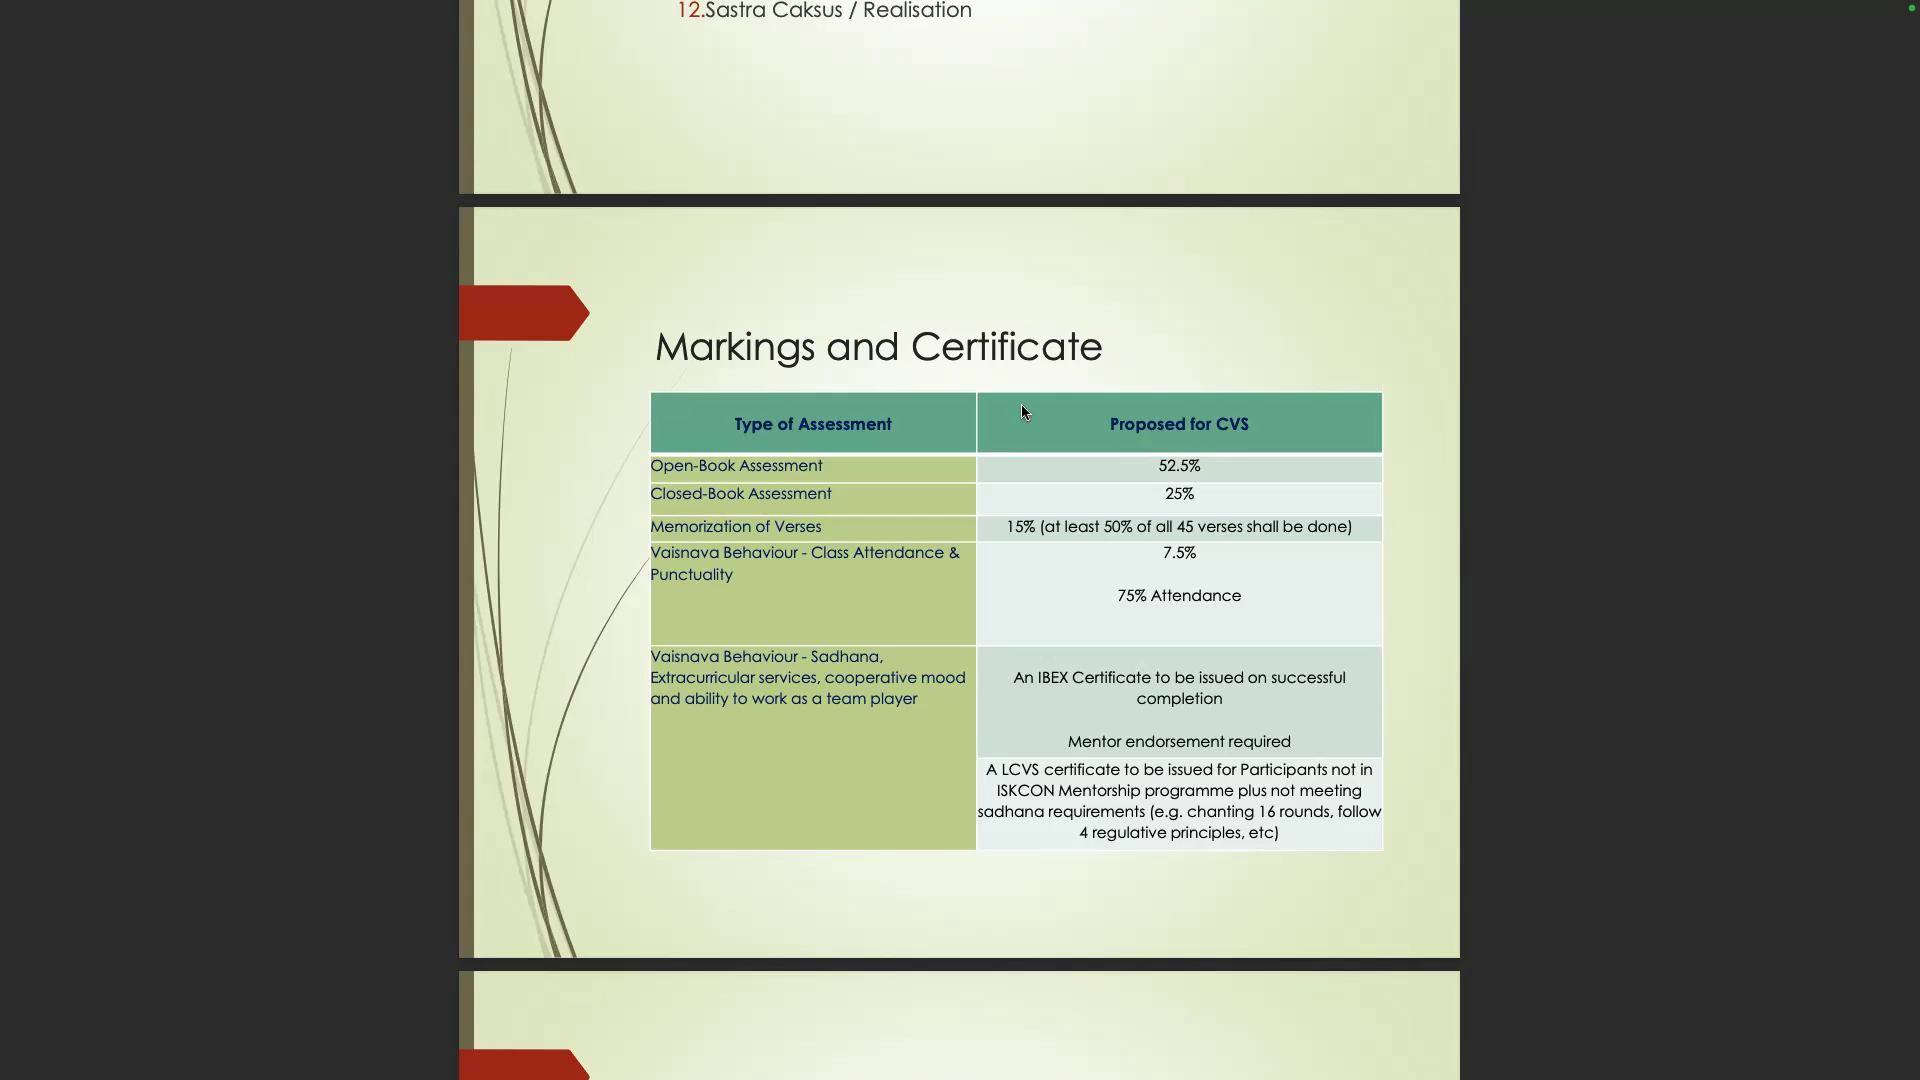 12.Sastra Caksus / Realisation
Markings and Certificate
Type of Assessment
Proposed for CVS
Open-Book Assessment
52.5%
Closed-Book Assessment
25%
Memorization of Verses
15% (at least 50% of all 45 verses shall be done)
Vaisnava Behaviour - Class Attendance &
Punctuality
7.5%
75% Attendance
Vaisnava Behaviour - Sadhana,
Extracurricular services, cooperative mood
and ability to work as a team player
An IBEX Certificate to be issued on successful
completion
Mentor endorsement required
A LCVS certificate to be issued for Participants not in
ISKCON Mentorship programme plus not meeting
sadhana requirements (e.g. chanting 16 rounds, follow
4 regulative principles, etc)